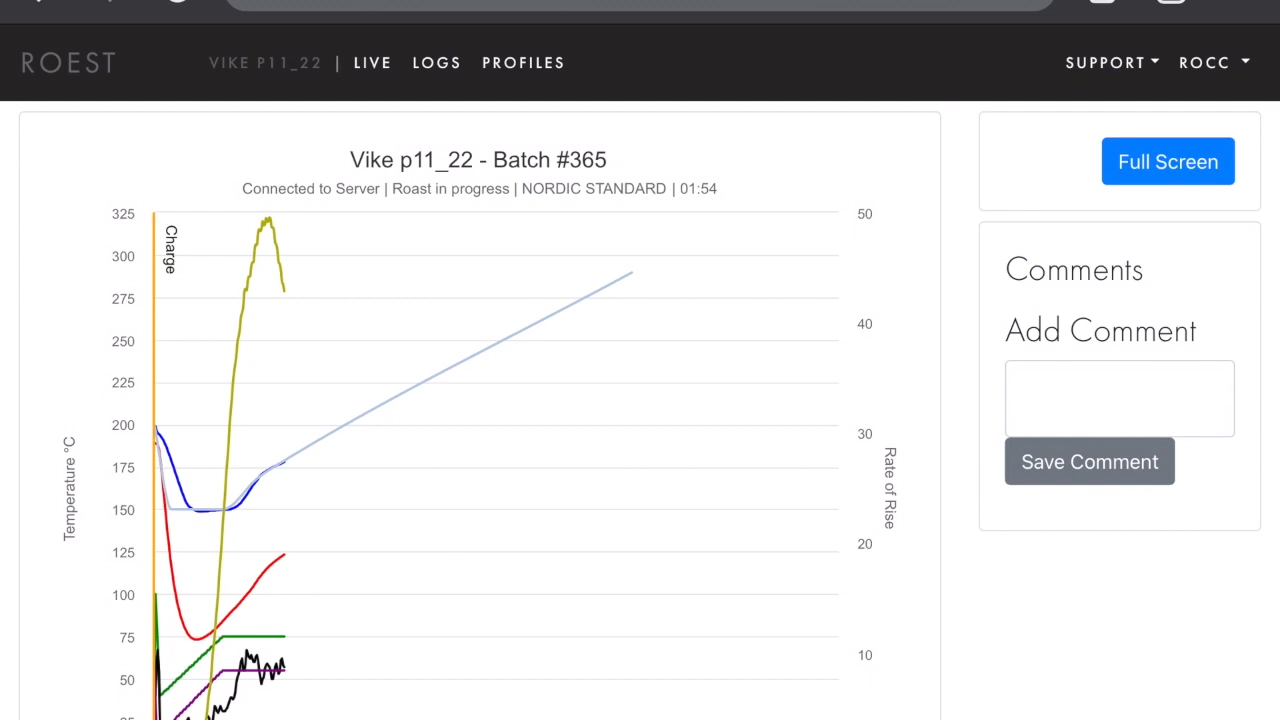 ROEST VIKE P11_22 | LIVE LOGS PROFILES SUPPORT ROCC
Vike p11_22 - Batch #365
Connected to Server | Roast in progress | NORDIC STANDARD | 01:54
Full Screen
Comments
Add Comment
Save Comment
Charge
Temperature °C
325
300
275
250
225
200
175
150
125
100
75
50
50
40
30
20
10
Rate of Rise